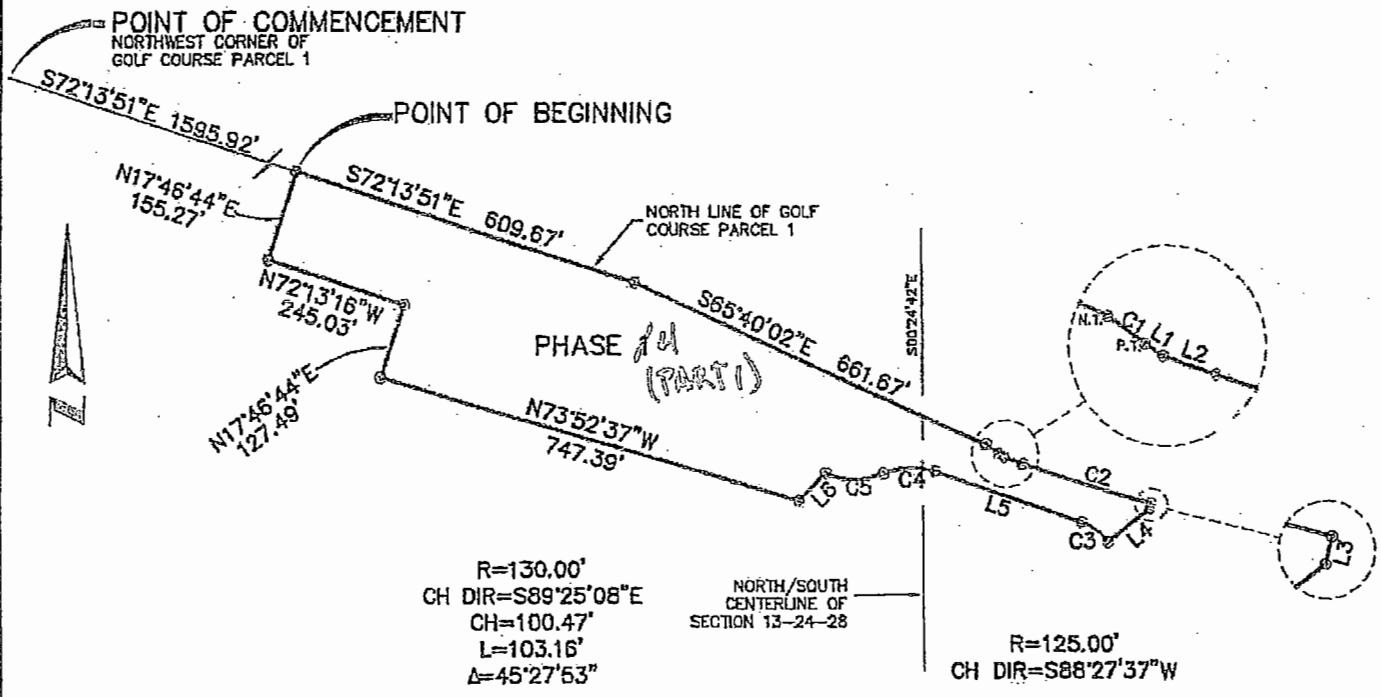 POINT OF COMMENCEMENT
NORTHWEST CORNER OF
GOLF COURSE PARCEL 1
S72°13'51"E 1595.92'
POINT OF BEGINNING
N17°46'44"E
155.27'
S72°13'51"E 609.67'
NORTH LINE OF GOLF
COURSE PARCEL 1
N72°13'16"W
245.03'
S65°40'02"E 661.67'
S00°24'42"E
N.T. C1 L1 L2
P.T.
PHASE
(PART 1)
N17°46'44"E
127.49'
N73°52'37"W
747.39'
L6
C5
C4
L5
C2
C3
L4
L3
R=130.00'
CH DIR=S89°25'08"E
CH=100.47'
L=103.16'
Δ=45°27'53"
NORTH/SOUTH
CENTERLINE OF
SECTION 13-24-28
R=125.00'
CH DIR=S88°27'37"W